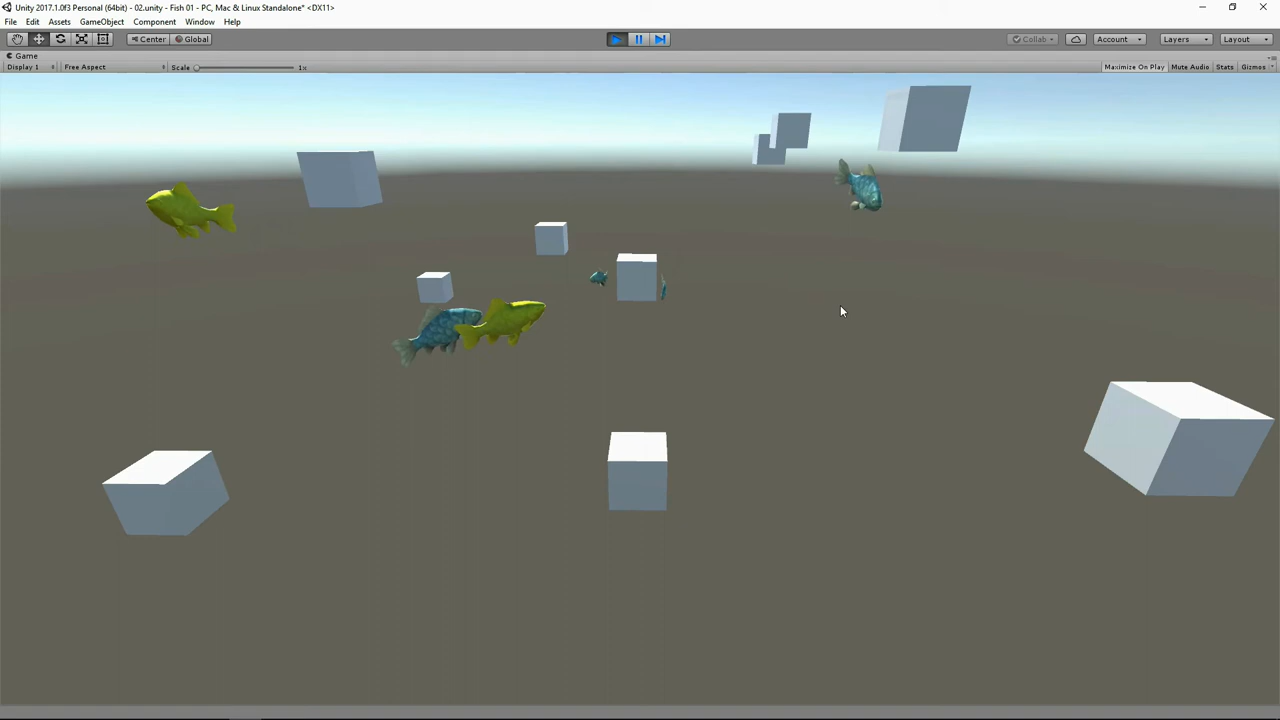 Unity 2017.1.0f3 Personal (64bit) - 02.unity - Fish 01 - PC, Mac & Linux Standalone* <DX11>
File Edit Assets GameObject Component Window Help
Center Global Collab Account Layers Layout
Game
Display 1 Free Aspect Scale 1x Maximize On Play Mute Audio Stats Gizmos